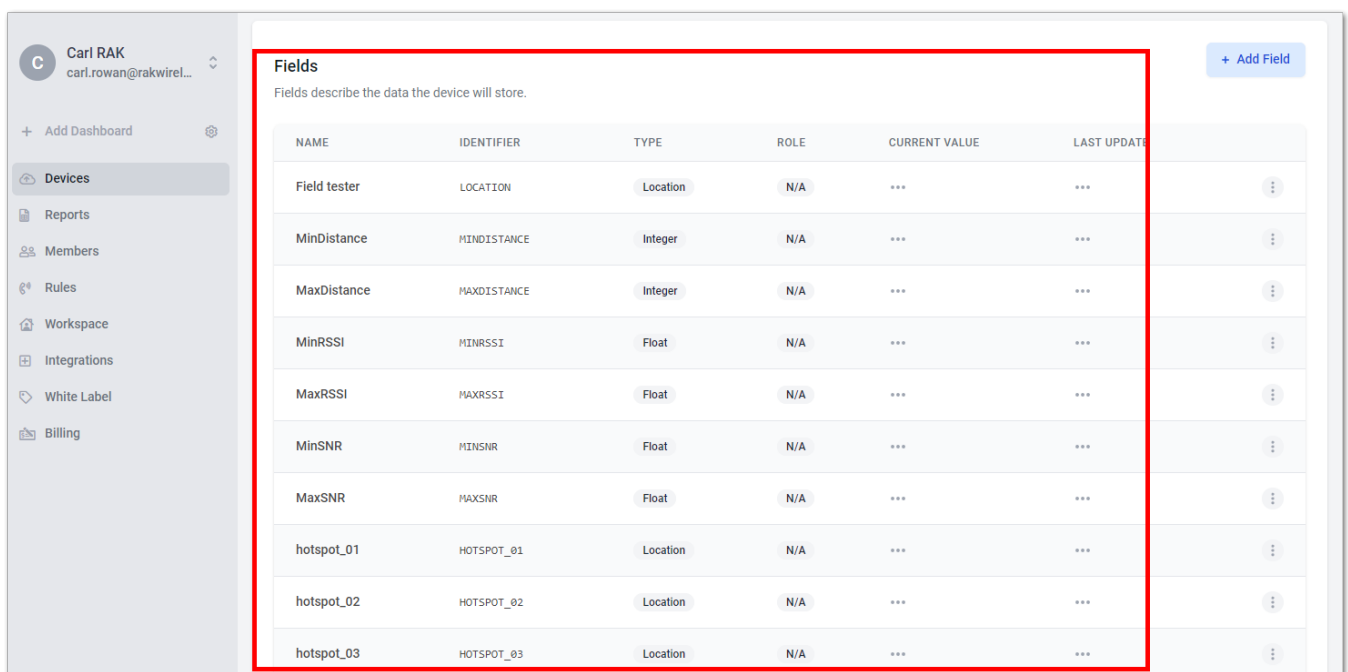 C
Carl RAK
carl.rowan@rakwirel...
+ Add Dashboard
Devices
Reports
Members
Rules
Workspace
Integrations
White Label
Billing
Fields
+ Add Field
Fields describe the data the device will store.
NAME IDENTIFIER TYPE ROLE CURRENT VALUE LAST UPDATE
Field tester LOCATION Location N/A ••• •••
MinDistance MINDISTANCE Integer N/A ••• •••
MaxDistance MAXDISTANCE Integer N/A ••• •••
MinRSSI MINRSSI Float N/A ••• •••
MaxRSSI MAXRSSI Float N/A ••• •••
MinSNR MINSNR Float N/A ••• •••
MaxSNR MAXSNR Float N/A ••• •••
hotspot_01 HOTSPOT_01 Location N/A ••• •••
hotspot_02 HOTSPOT_02 Location N/A ••• •••
hotspot_03 HOTSPOT_03 Location N/A ••• •••